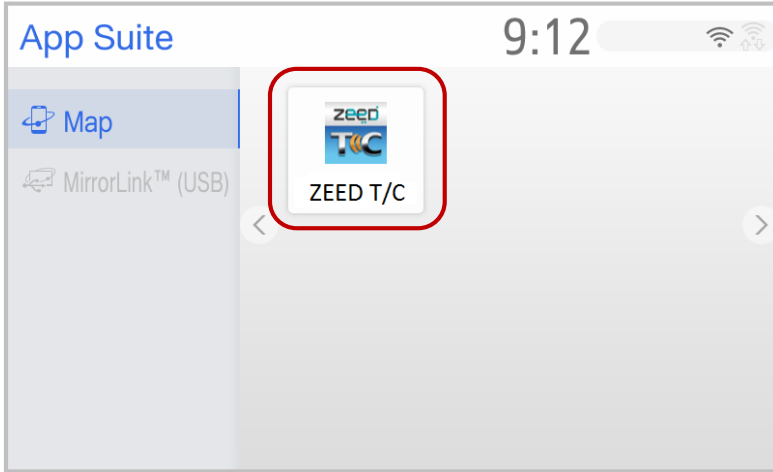 App Suite
9:12
Map
MirrorLink™ (USB)
zeeD
T/C
ZEED T/C